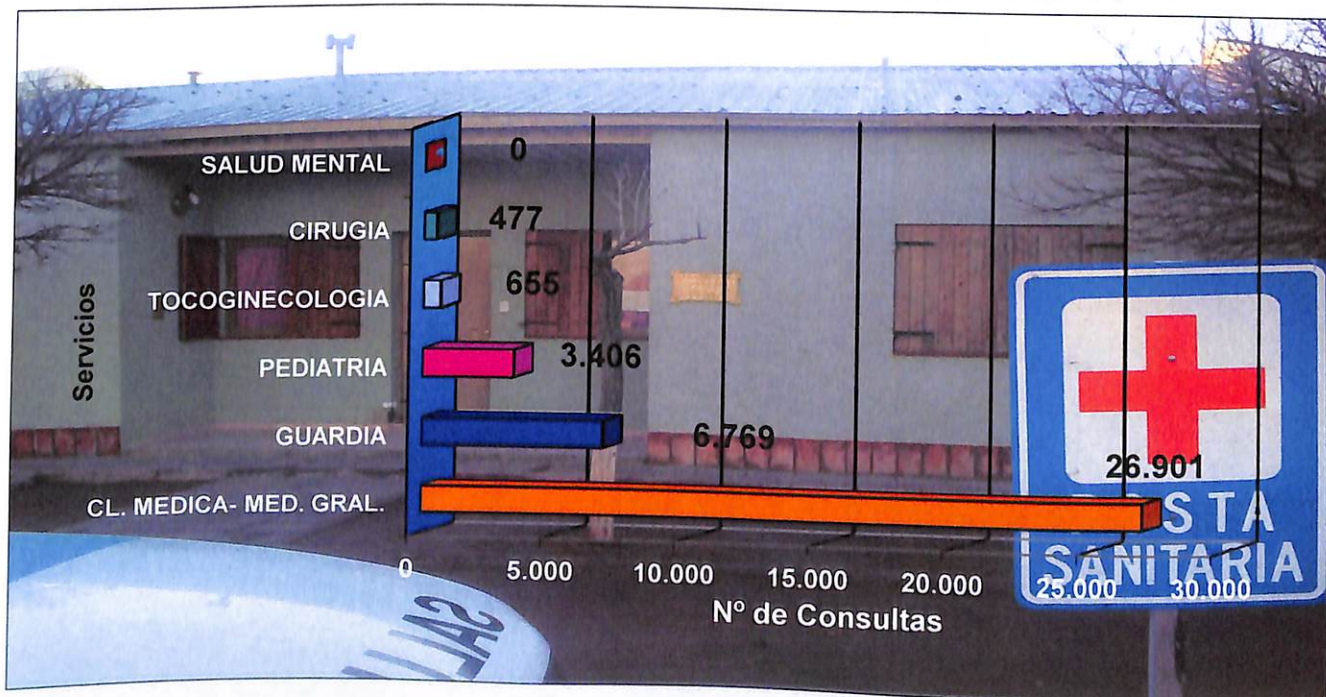 SALUD MENTAL
0
CIRUGIA
477
TOCOGINECOLOGIA
655
PEDIATRIA
3.406
GUARDIA
6.769
CL. MEDICA- MED. GRAL.
26.901
Servicios
0 5.000 10.000 15.000 20.000 25.000 30.000
Nº de Consultas
SANITARIA